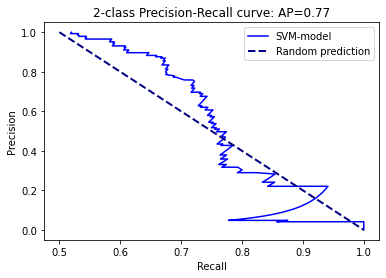 2-class Precision-Recall curve: AP=0.77
SVM-model
Random prediction
Precision
1.0
0.8
0.6
0.4
0.2
0.0
0.5 0.6 0.7 0.8 0.9 1.0
Recall